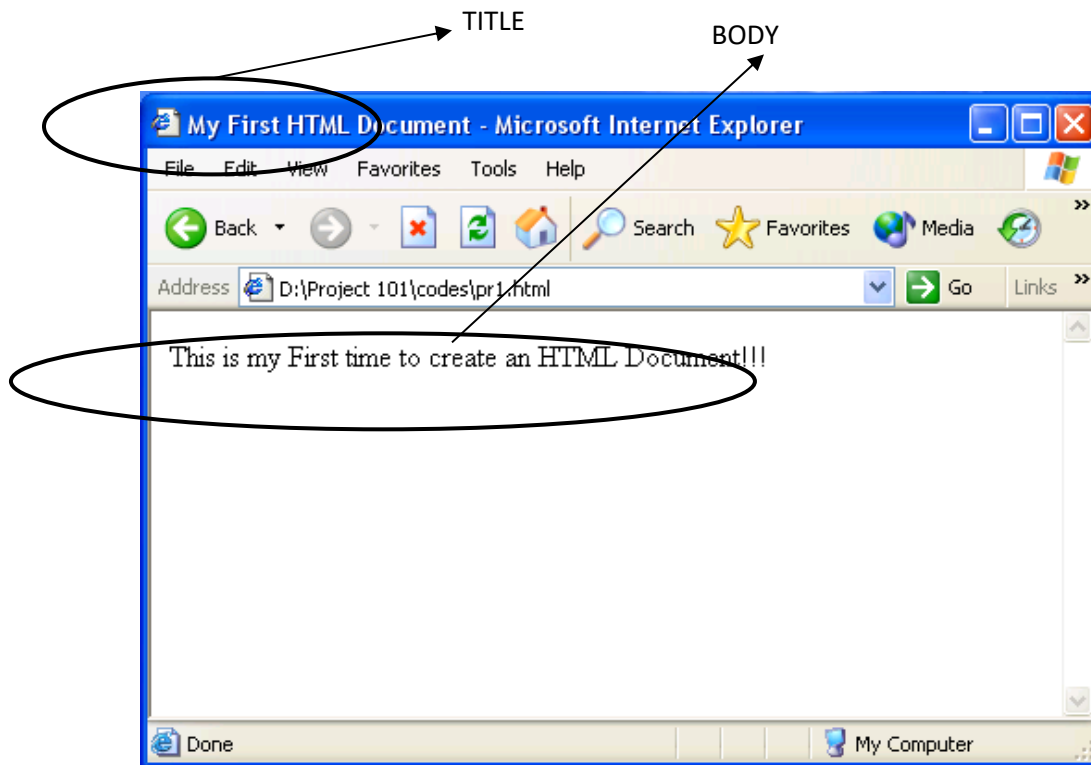 TITLE
BODY
My First HTML Document - Microsoft Internet Explorer
File Edit View Favorites Tools Help
Back Search Favorites Media »
Address D:\Project 101\codes\pr1.html Go Links »
This is my First time to create an HTML Document!!!
Done My Computer